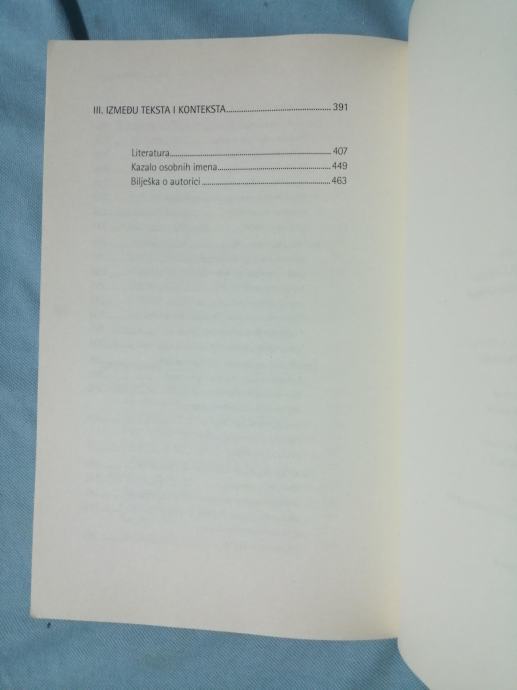 III. IZMEĐU TEKSTA I KONTEKSTA 391
Literatura 407
Kazalo osobnih imena 449
Bilješka o autorici 463